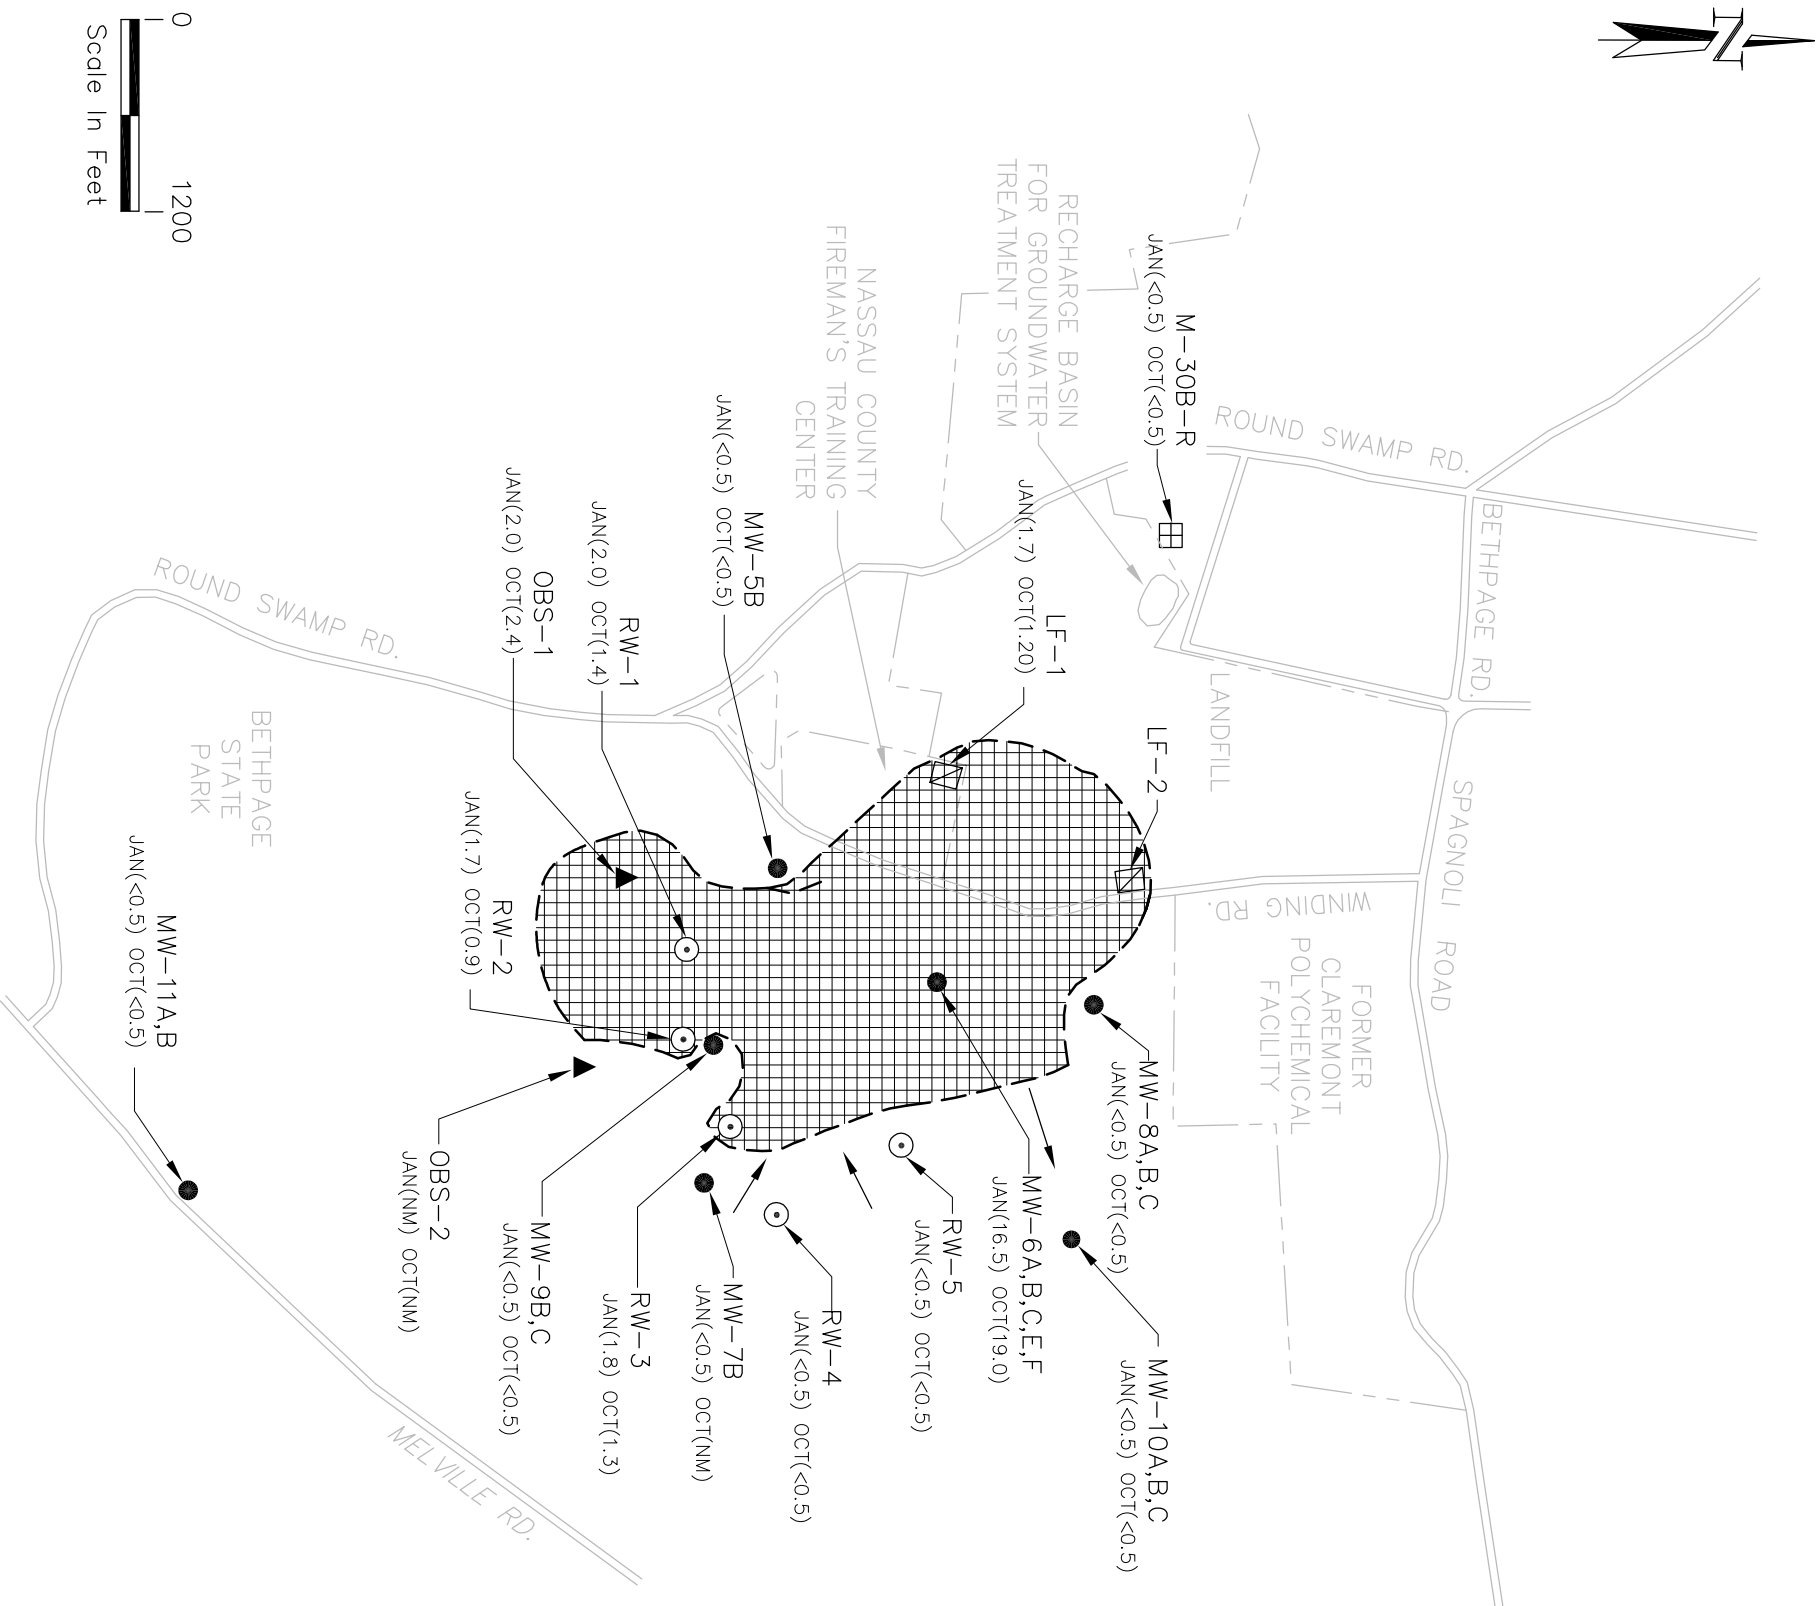 N
0 1200
Scale In Feet
ROUND SWAMP RD.
BETHPAGE RD.
M-30B-R
JAN(<0.5) OCT(<0.5)
RECHARGE BASIN
FOR GROUNDWATER
TREATMENT SYSTEM
NASSAU COUNTY
FIREMAN'S TRAINING
CENTER
LANDFILL
SPAGNOLI ROAD
LF-2
LF-1
JAN(1.7) OCT(1.20)
MW-5B
JAN(<0.5) OCT(<0.5)
RW-1
JAN(2.0) OCT(1.4)
OBS-1
JAN(2.0) OCT(2.4)
ROUND SWAMP RD.
BETHPAGE
STATE
PARK
RW-2
JAN(1.7) OCT(0.9)
MW-11A,B
JAN(<0.5) OCT(<0.5)
WINDING RD.
FORMER
CLAREMONT
POLYCHEMICAL
FACILITY
MW-8A,B,C
JAN(<0.5) OCT(<0.5)
MW-10A,B,C
JAN(<0.5) OCT(<0.5)
MW-6A,B,C,E,F
JAN(16.5) OCT(19.0)
RW-5
JAN(<0.5) OCT(<0.5)
RW-4
JAN(<0.5) OCT(<0.5)
MW-7B
JAN(<0.5) OCT(NM)
RW-3
JAN(1.8) OCT(1.3)
MW-9B,C
JAN(<0.5) OCT(<0.5)
OBS-2
JAN(NM) OCT(NM)
MELVILLE RD.